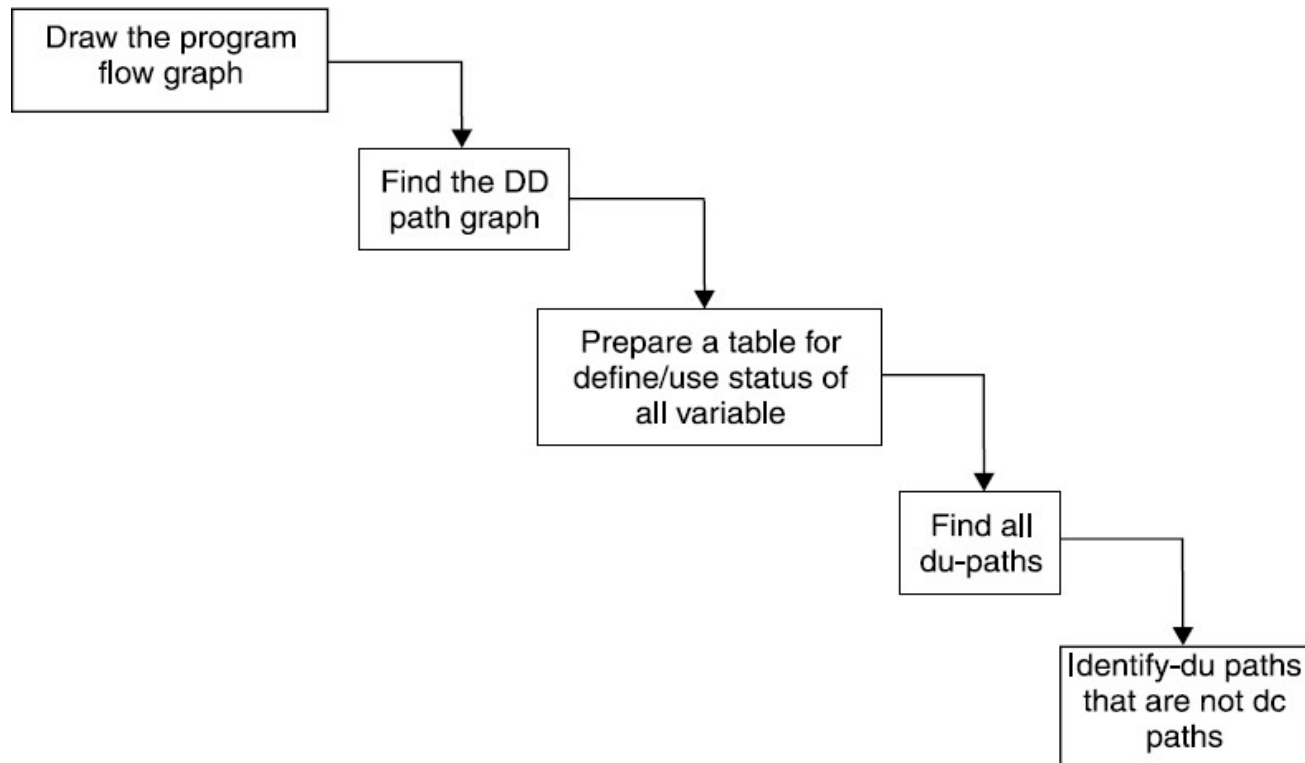 Draw the program
flow graph
Find the DD
path graph
Prepare a table for
define/use status of
all variable
Find all
du-paths
Identify-du paths
that are not dc
paths